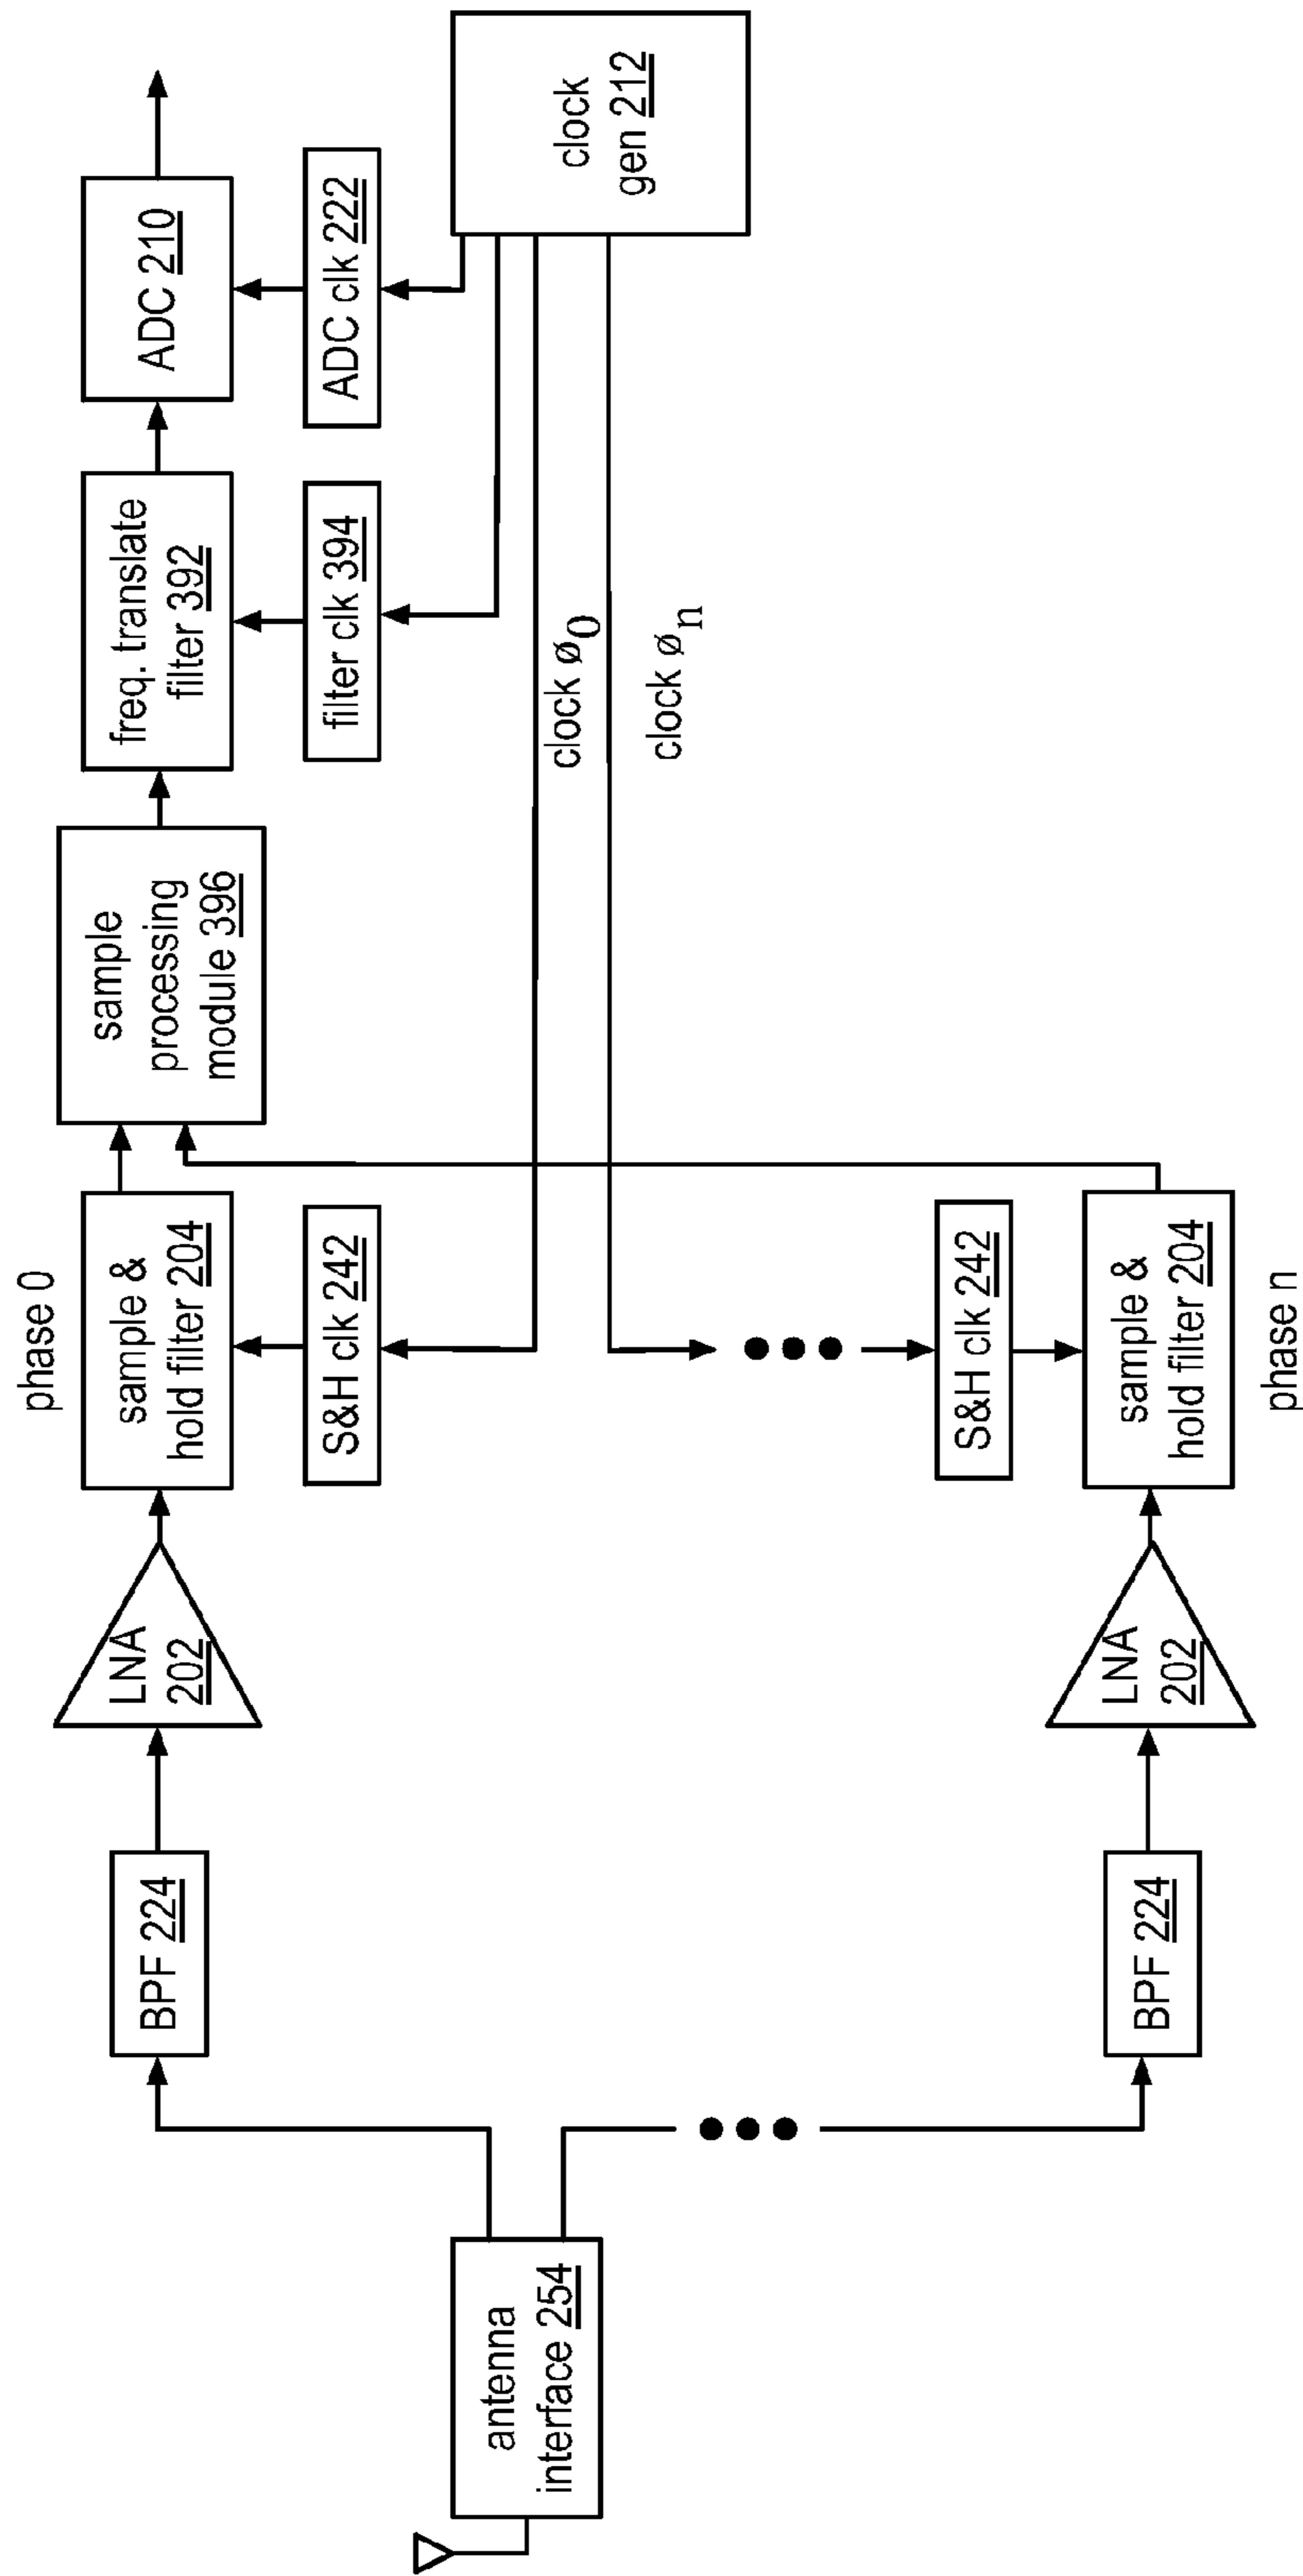 phase 0
antenna
interface 254
BPF 224
LNA
202
sample &
hold filter 204
S&H clk 242
sample
processing
module 396
freq. translate
filter 392
filter clk 394
ADC 210
ADC clk 222
clock
gen 212
clock ø0
clock øn
BPF 224
LNA
202
S&H clk 242
sample &
hold filter 204
phase n